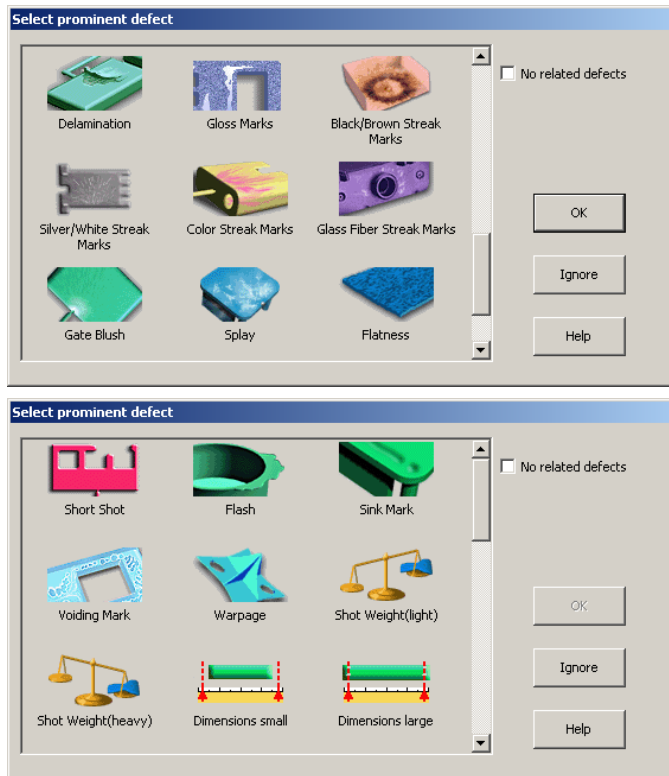 Select prominent defect
No related defects
Delamination
Gloss Marks
Black/Brown Streak
Marks
Silver/White Streak
Marks
Color Streak Marks
Glass Fiber Streak Marks
OK
Ignore
Gate Blush
Splay
Flatness
Help
Select prominent defect
No related defects
Short Shot
Flash
Sink Mark
Voiding Mark
Warpage
Shot Weight(light)
OK
Ignore
Shot Weight(heavy)
Dimensions small
Dimensions large
Help